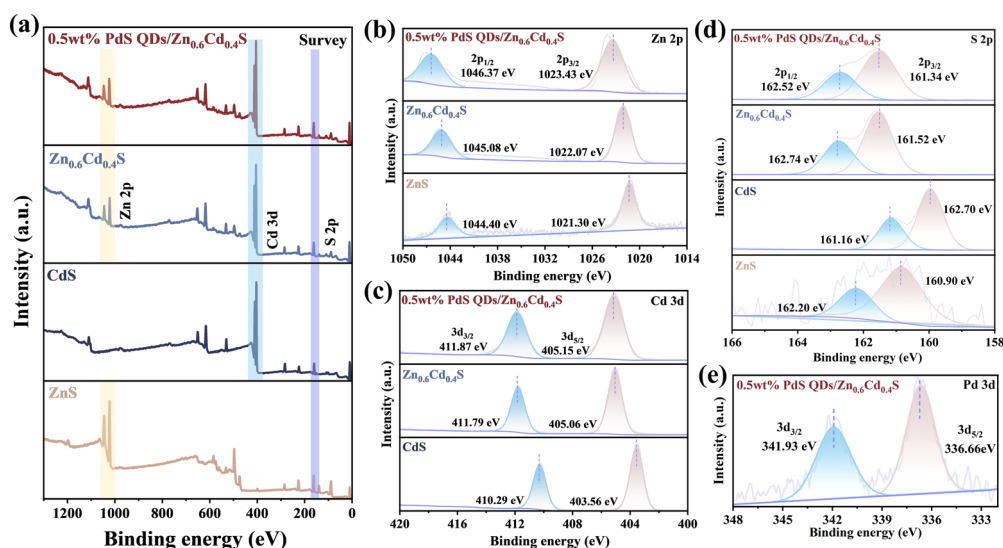 (a)
Survey
0.5wt% PdS QDs/Zn0.6Cd0.4S
Zn0.6Cd0.4S
Zn 2p
Cd 3d
S 2p
CdS
ZnS
Intensity (a.u.)
1200 1000 800 600 400 200 0
Binding energy (eV)
(b)
Zn 2p
0.5wt% PdS QDs/Zn0.6Cd0.4S
2p1/2
1046.37 eV
2p3/2
1023.43 eV
Zn0.6Cd0.4S
1045.08 eV
1022.07 eV
ZnS
1044.40 eV
1021.30 eV
Intensity (a.u.)
1050 1044 1038 1032 1026 1020 1014
Binding energy (eV)
(c)
Cd 3d
0.5wt% PdS QDs/Zn0.6Cd0.4S
3d3/2
411.87 eV
3d5/2
405.15 eV
Zn0.6Cd0.4S
411.79 eV
405.06 eV
CdS
410.29 eV
403.56 eV
Intensity (a.u.)
420 416 412 408 404 400
Binding energy (eV)
(d)
S 2p
0.5wt% PdS QDs/Zn0.6Cd0.4S
2p1/2
162.52 eV
2p3/2
161.34 eV
Zn0.6Cd0.4S
162.74 eV
161.52 eV
CdS
161.16 eV
162.70 eV
ZnS
162.20 eV
160.90 eV
Intensity (a.u.)
166 164 162 160 158
Binding energy (eV)
(e)
0.5wt% PdS QDs/Zn0.6Cd0.4S
Pd 3d
3d3/2
341.93 eV
3d5/2
336.66eV
Intensity (a.u.)
348 345 342 339 336 333
Binding energy (eV)